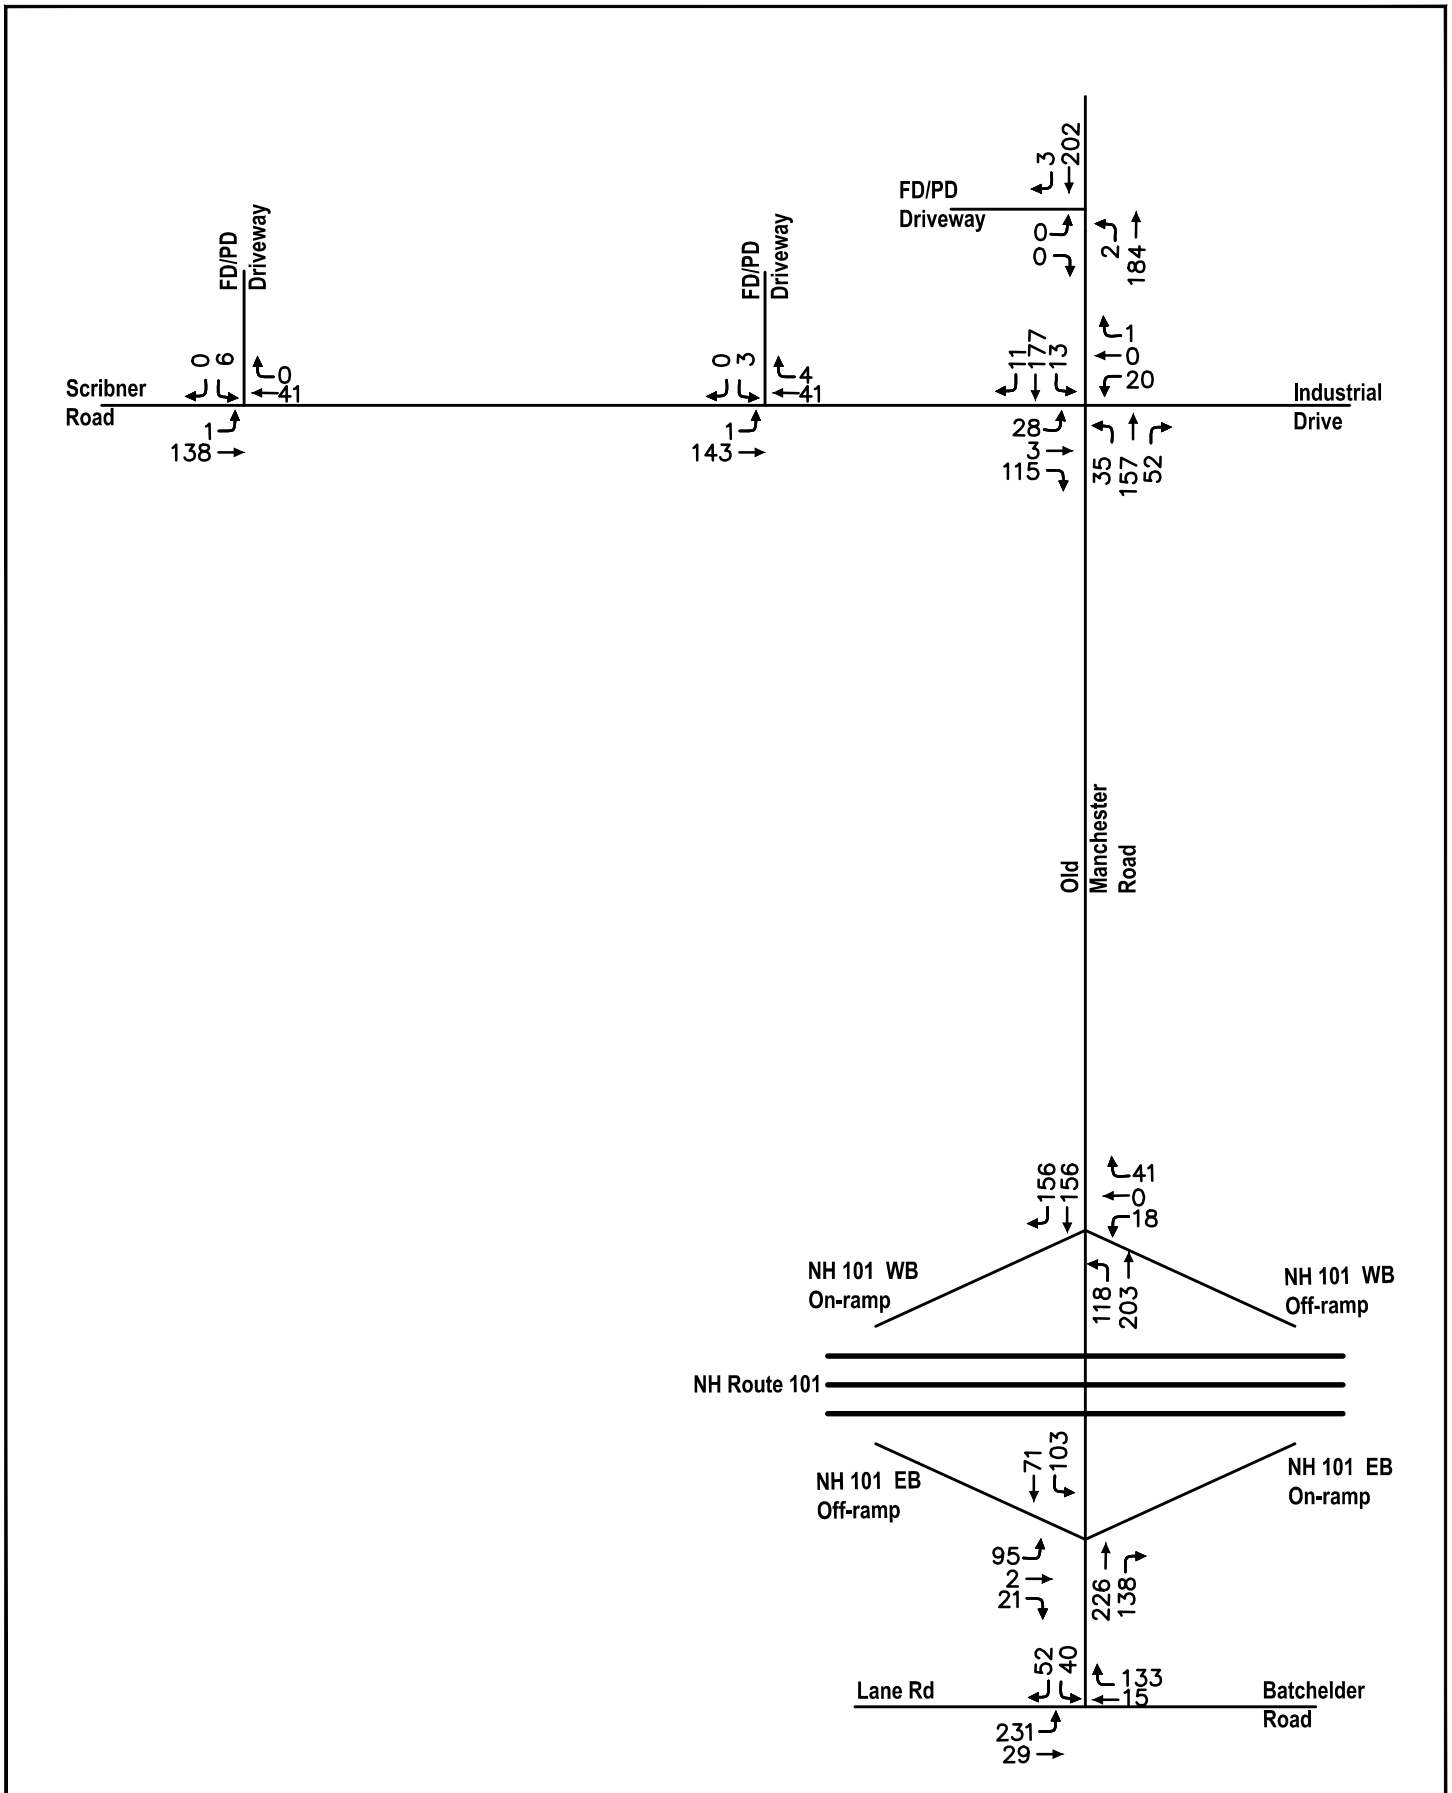 3
202
FD/PD
Driveway
0
0
2
184
FD/PD
Driveway
FD/PD
Driveway
0
6
0
41
0
3
4
41
11
177
13
1
0
20
Scribner
Road
1
138
1
143
28
3
115
35
157
52
Industrial
Drive
Old
Manchester
Road
156
156
41
0
18
NH 101 WB
On-ramp
118
203
NH 101 WB
Off-ramp
NH Route 101
71
103
NH 101 EB
Off-ramp
NH 101 EB
On-ramp
95
2
21
226
138
52
40
133
15
Lane Rd
Batchelder
Road
231
29